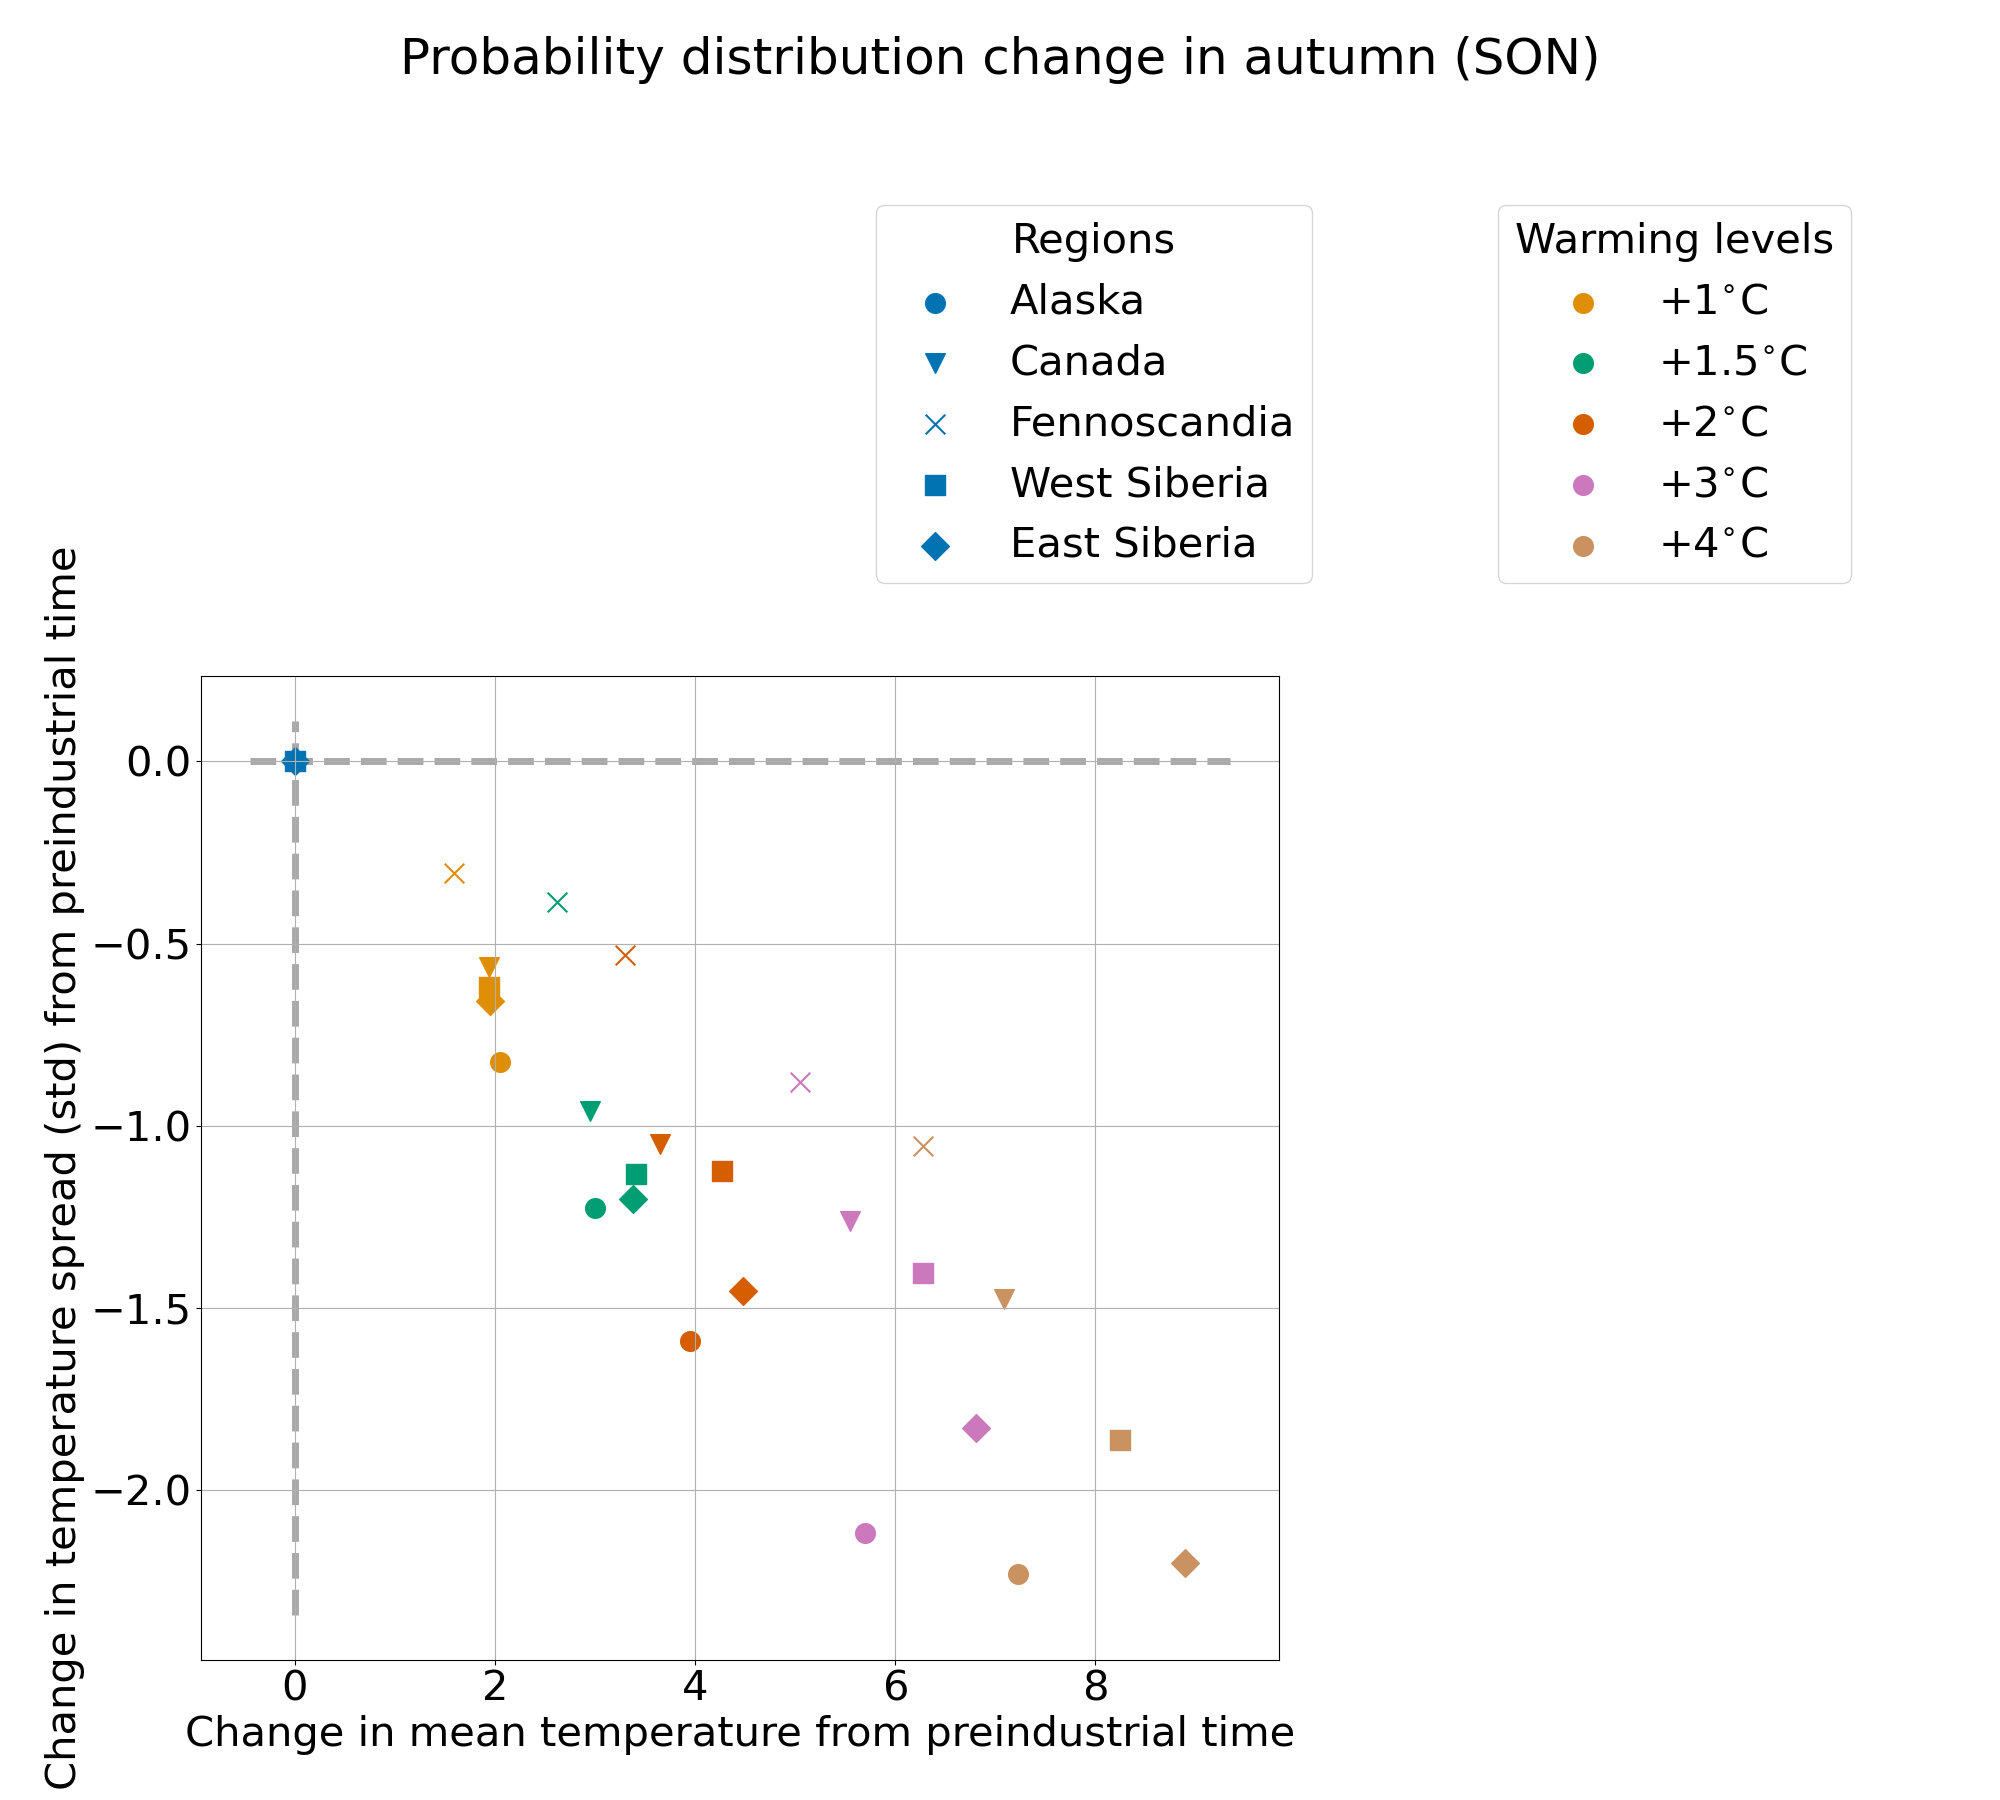 Probability distribution change in autumn (SON)
Regions
Alaska
Canada
Fennoscandia
West Siberia
East Siberia
Warming levels
+1°C
+1.5°C
+2°C
+3°C
+4°C
Change in temperature spread (std) from preindustrial time
0.0
−0.5
−1.0
−1.5
−2.0
0 2 4 6 8
Change in mean temperature from preindustrial time